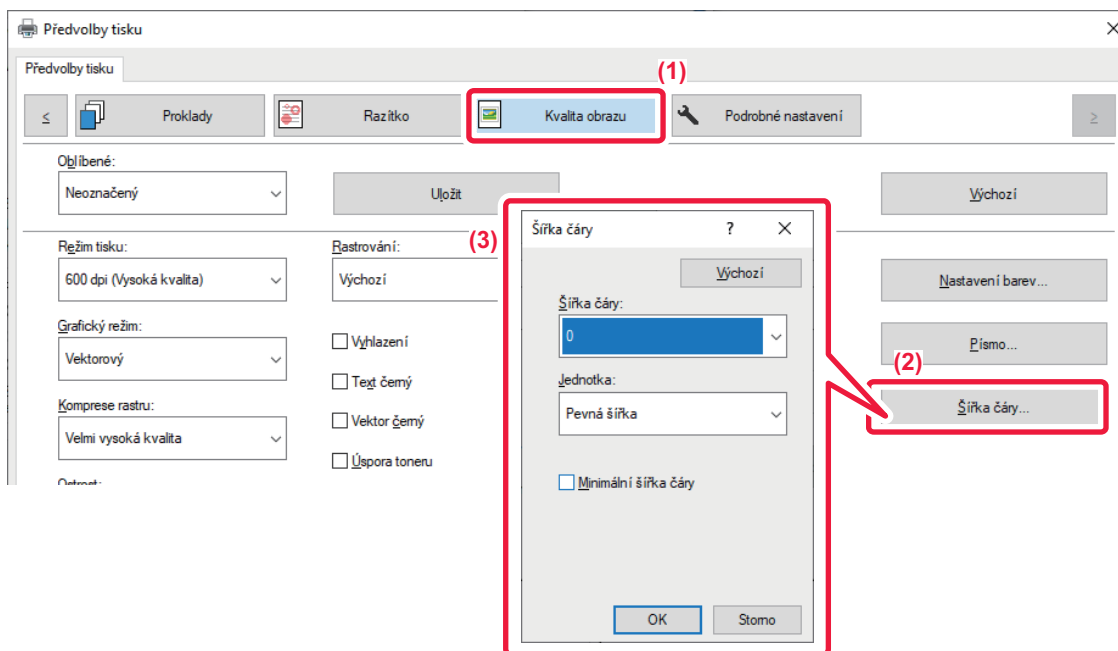 Předvolby tisku
Předvolby tisku
(1)
<
Proklady
Razítko
Kvalita obrazu
Podrobné nastavení
>
Oblíbené:
Neoznačený
Uložit
Výchozí
Režim tisku:
600 dpi (Vysoká kvalita)
Rastrování:
Výchozí
Nastavení barev...
Grafický režim:
Vektorový
Vyhlazení
Text černý
Písmo...
(2)
Šířka čáry...
Komprese rastru:
Velmi vysoká kvalita
Vektor černý
Úspora toneru
Ostrost:
(3)
Šířka čáry
?
Výchozí
Šířka čáry:
0
Jednotka:
Pevná šířka
Minimální šířka čáry
OK
Storno